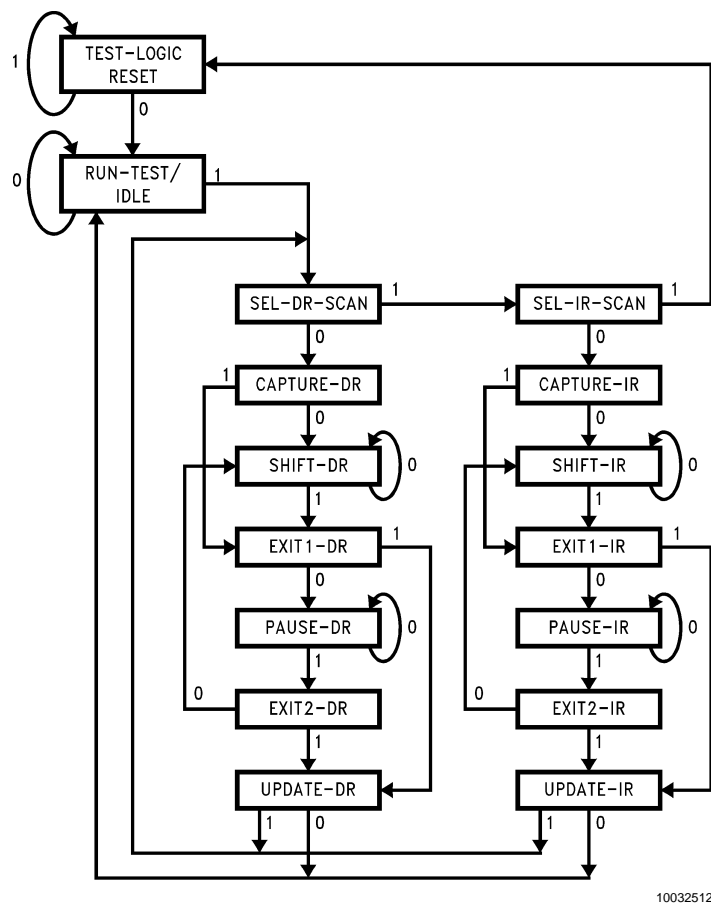 TEST-LOGIC
RESET
1
0
RUN-TEST/
IDLE
0
1
SEL-DR-SCAN
1
SEL-IR-SCAN
1
0
0
1
CAPTURE-DR
1
CAPTURE-IR
0
0
SHIFT-DR
0
SHIFT-IR
0
1
1
EXIT1-DR
1
EXIT1-IR
1
0
0
PAUSE-DR
0
PAUSE-IR
0
1
1
0
EXIT2-DR
0
EXIT2-IR
1
1
UPDATE-DR
UPDATE-IR
1
0
1
0
10032512